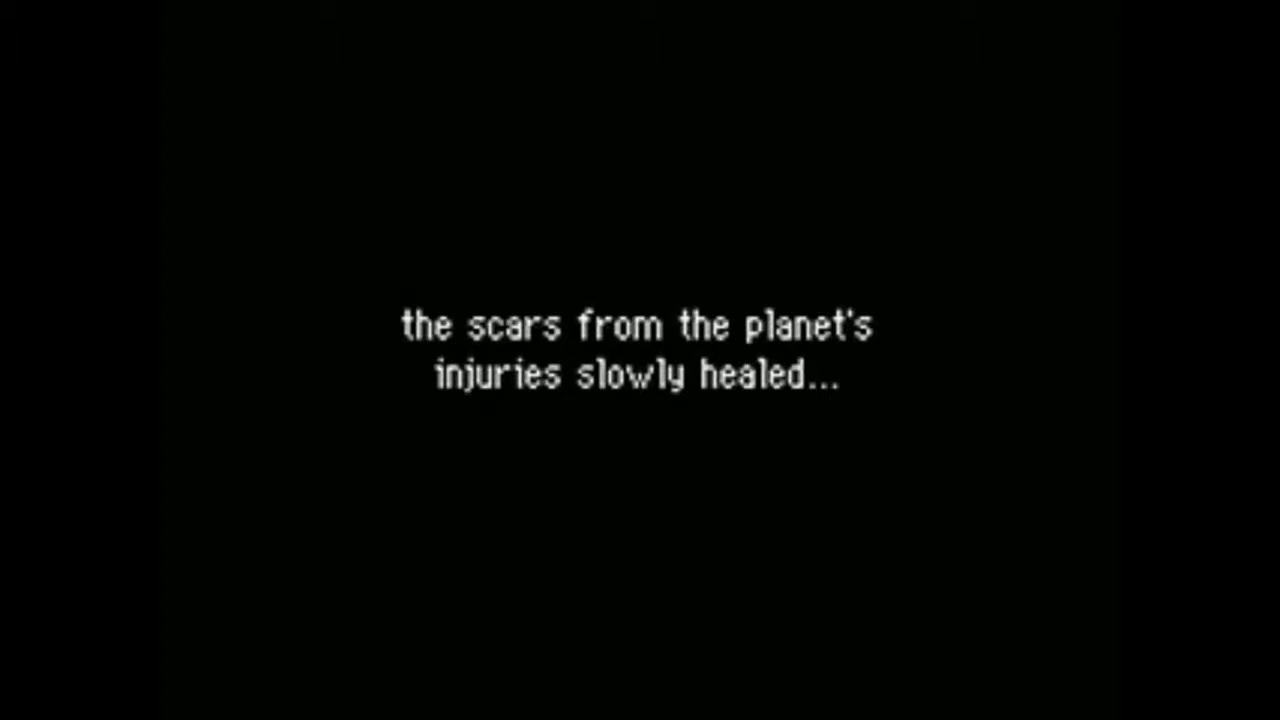 the scars from the planet's
injuries slowly healed...